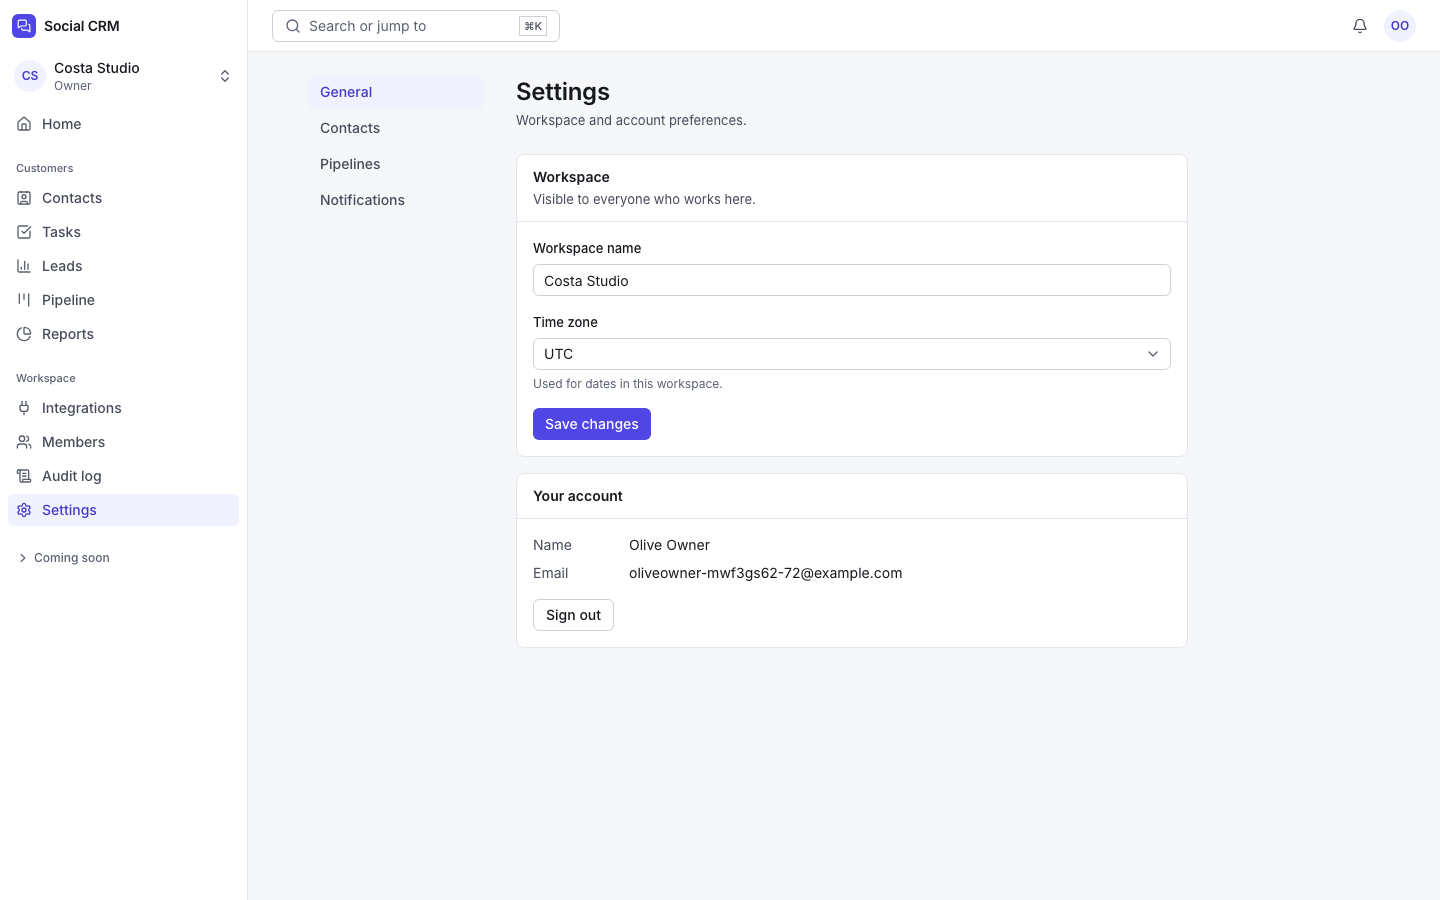 Social CRM
Search or jump to
⌘K
OO
CS
Costa Studio
Owner
Home
Customers
Contacts
Tasks
Leads
Pipeline
Reports
Workspace
Integrations
Members
Audit log
Settings
Coming soon
General
Contacts
Pipelines
Notifications
Settings
Workspace and account preferences.
Workspace
Visible to everyone who works here.
Workspace name
Costa Studio
Time zone
UTC
Used for dates in this workspace.
Save changes
Your account
Name Olive Owner
Email oliveowner-mwf3gs62-72@example.com
Sign out